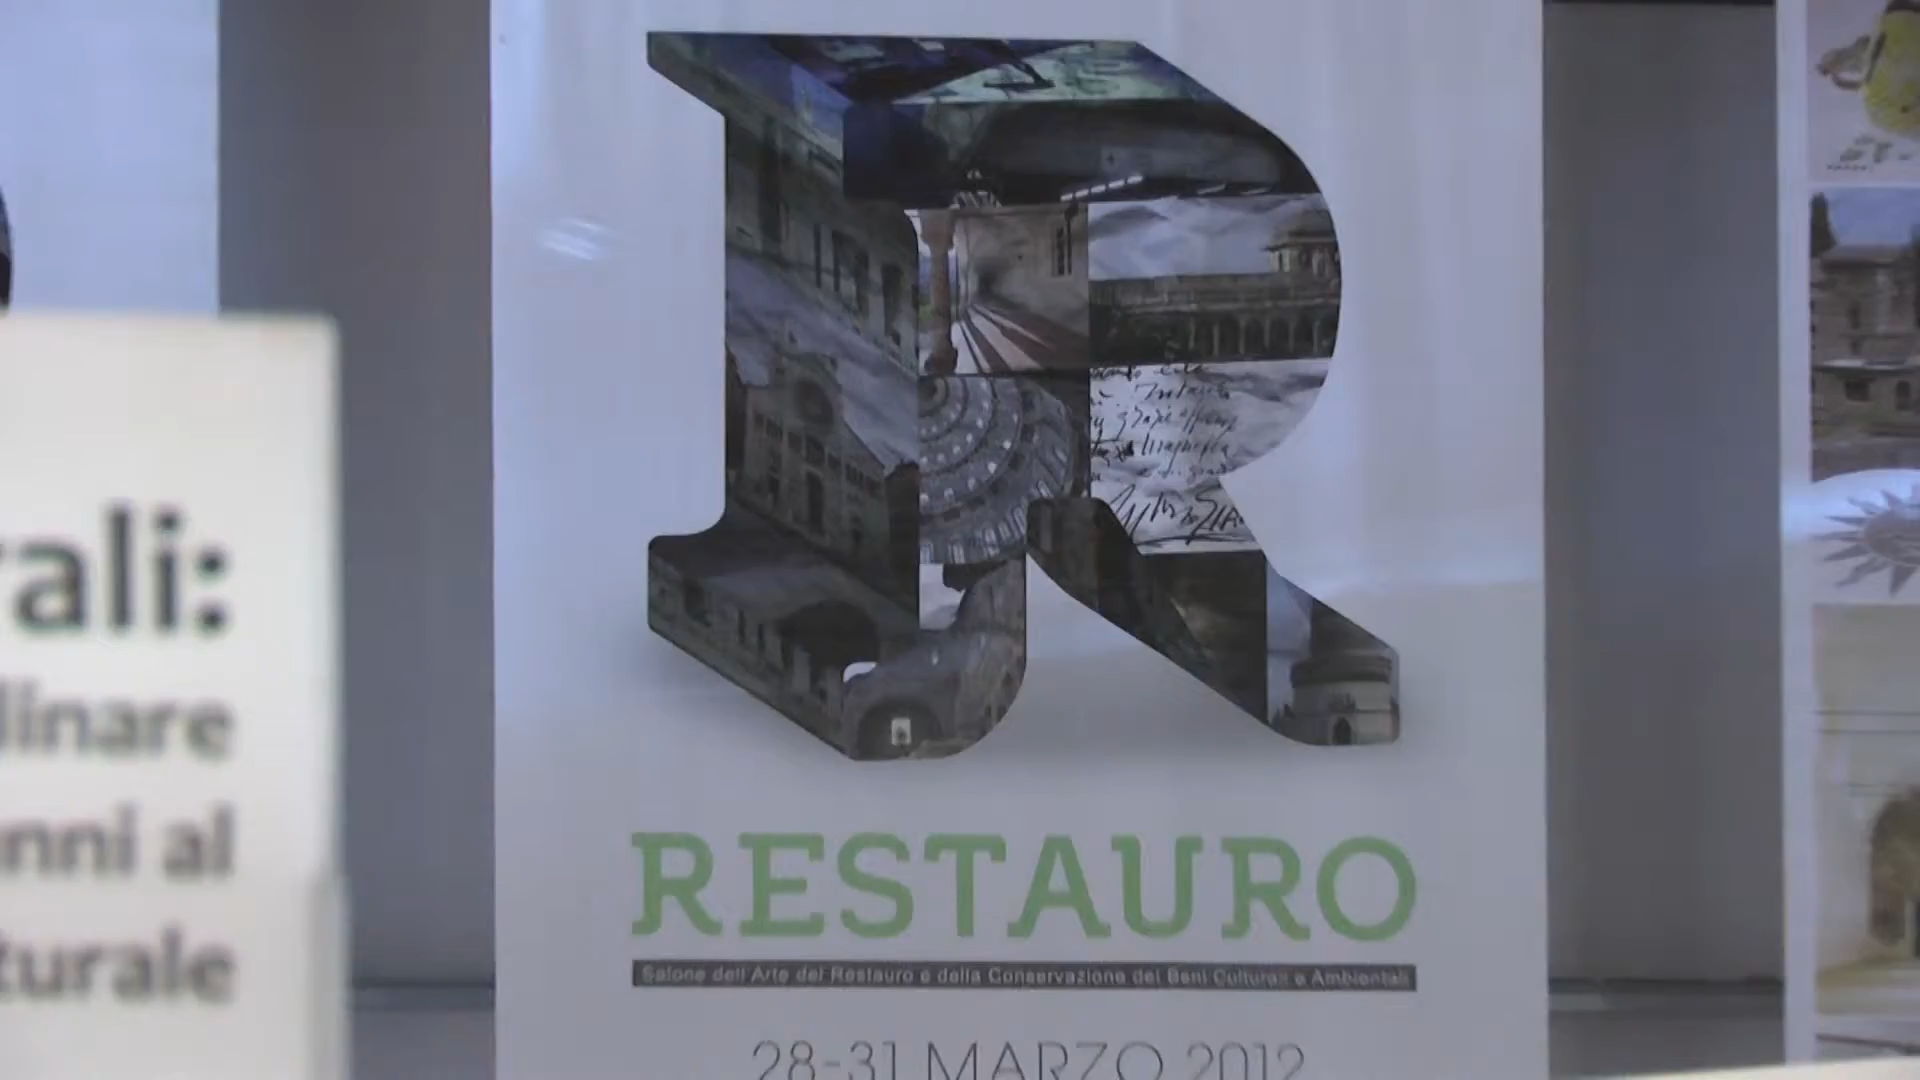 rali:
dinare
nni al
turale
RESTAURO
Salone dell'Arte del Restauro e della Conservazione dei Beni Culturali e Ambientali
28-31 MARZO 2012